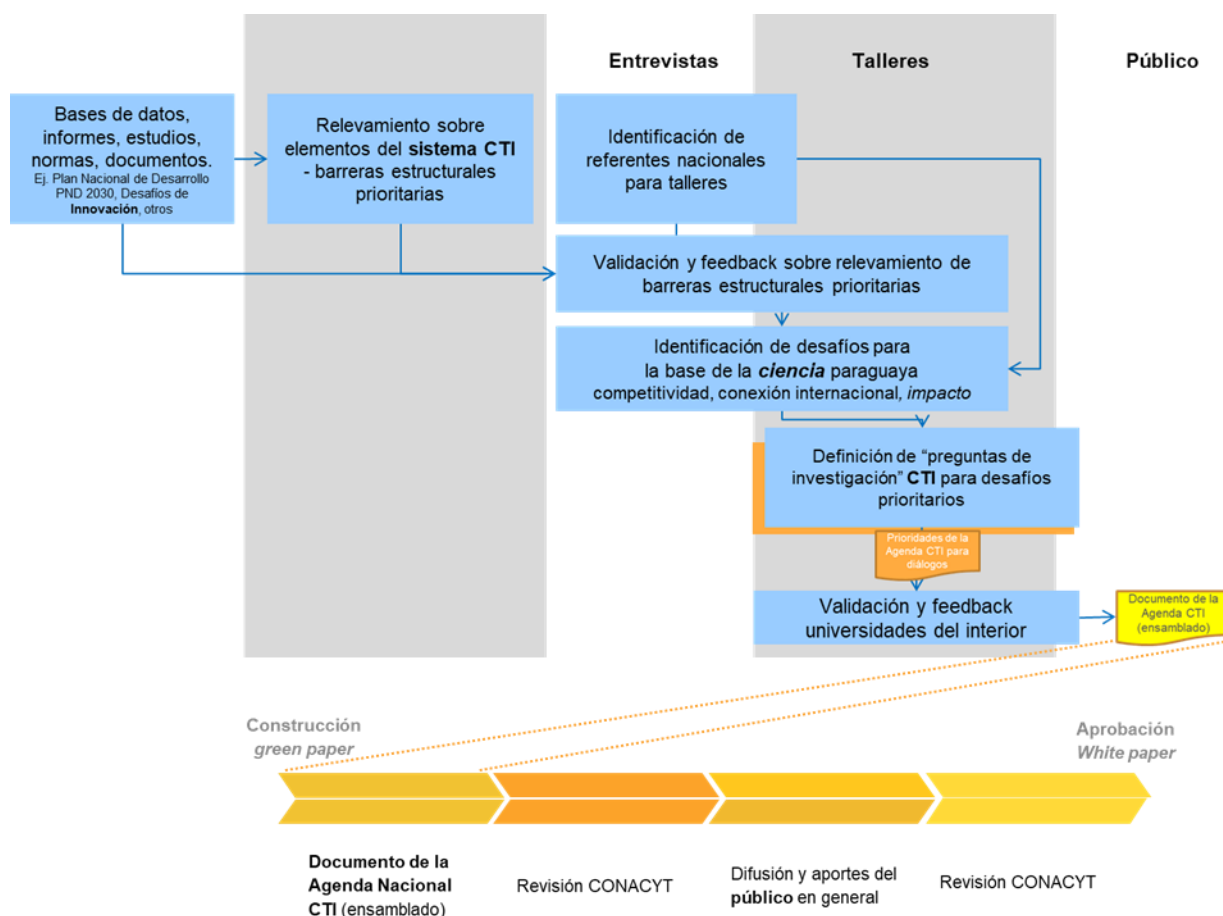 Entrevistas
Talleres
Público
Bases de datos,
informes, estudios,
normas, documentos.
Ej. Plan Nacional de Desarrollo
PND 2030, Desafíos de
Innovación, otros
Relevamiento sobre
elementos del sistema CTI
- barreras estructurales
prioritarias
Identificación de
referentes nacionales
para talleres
Validación y feedback sobre relevamiento de
barreras estructurales prioritarias
Identificación de desafíos para
la base de la ciencia paraguaya
competitividad, conexión internacional, impacto
Definición de “preguntas de
investigación” CTI para desafíos
prioritarios
Prioridades de la
Agenda CTI para
diálogos
Validación y feedback
universidades del interior
Documento de la
Agenda CTI
(ensamblado)
Construcción
green paper
Aprobación
White paper
Documento de la
Agenda Nacional
CTI (ensamblado)
Revisión CONACYT
Difusión y aportes del
público en general
Revisión CONACYT